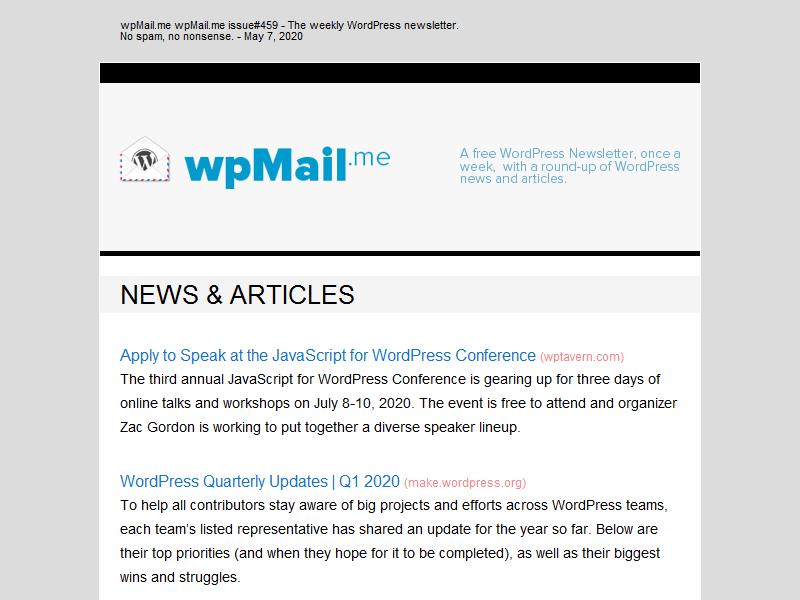 wpMail.me wpMail.me issue#459 - The weekly WordPress newsletter.
No spam, no nonsense. - May 7, 2020
wpMail.me
A free WordPress Newsletter, once a
week, with a round-up of WordPress
news and articles.
NEWS & ARTICLES
Apply to Speak at the JavaScript for WordPress Conference (wptavern.com)
The third annual JavaScript for WordPress Conference is gearing up for three days of
online talks and workshops on July 8-10, 2020. The event is free to attend and organizer
Zac Gordon is working to put together a diverse speaker lineup.
WordPress Quarterly Updates | Q1 2020 (make.wordpress.org)
To help all contributors stay aware of big projects and efforts across WordPress teams,
each team's listed representative has shared an update for the year so far. Below are
their top priorities (and when they hope for it to be completed), as well as their biggest
wins and struggles.